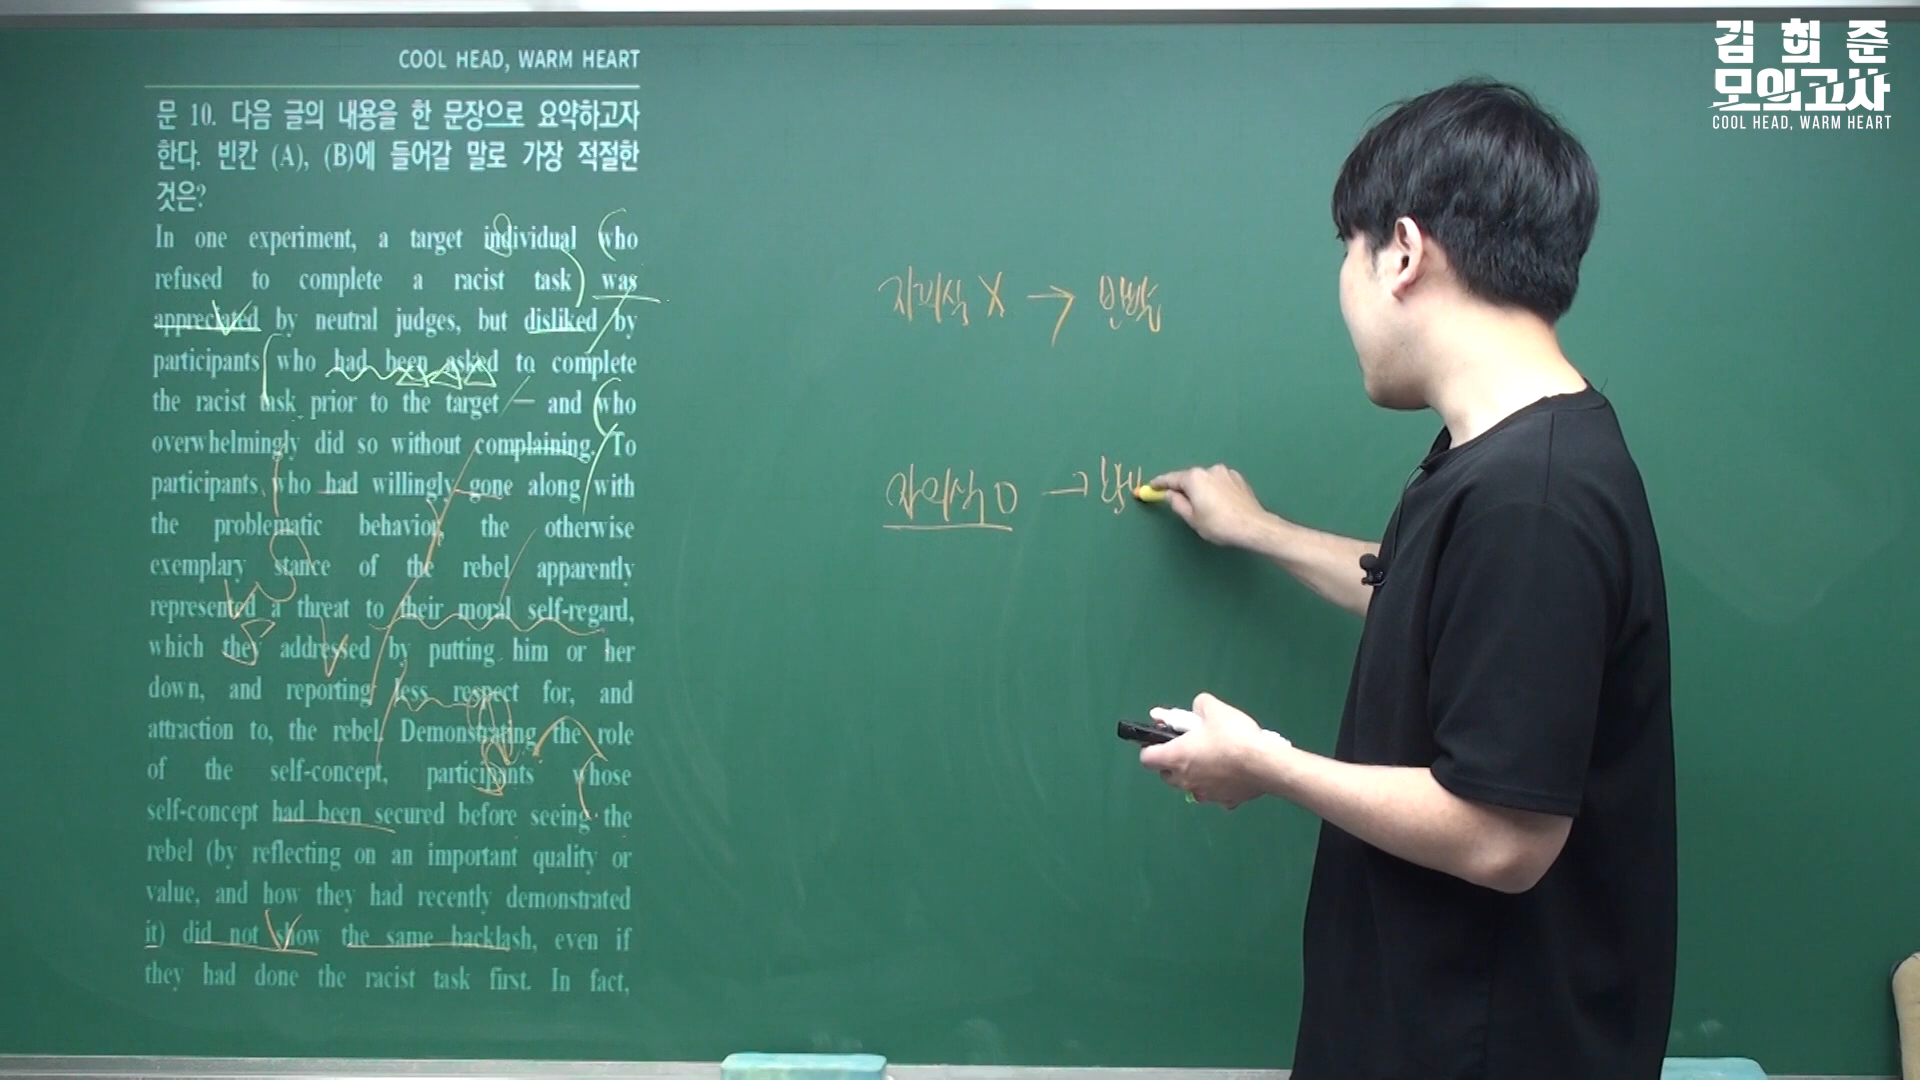 COOL HEAD, WARM HEART
문 10. 다음 글의 내용을 한 문장으로 요약하고자
한다. 빈칸 (A), (B)에 들어갈 말로 가장 적절한
것은?
In one experiment, a target individual who
refused to complete a racist task was
appreciated by neutral judges, but disliked by
participants who had been asked to complete
the racist task prior to the target — and who
overwhelmingly did so without complaining. To
participants who had willingly gone along with
the problematic behavior, the otherwise
exemplary stance of the rebel apparently
represented a threat to their moral self-regard,
which they addressed by putting him or her
down, and reporting less respect for, and
attraction to, the rebel. Demonstrating the role
of the self-concept, participants whose
self-concept had been secured before seeing the
rebel (by reflecting on an important quality or
value, and how they had recently demonstrated
it) did not show the same backlash, even if
they had done the racist task first. In fact,
자의식 X → 반발
자의식 O →
김희준
모의고사
COOL HEAD, WARM HEART